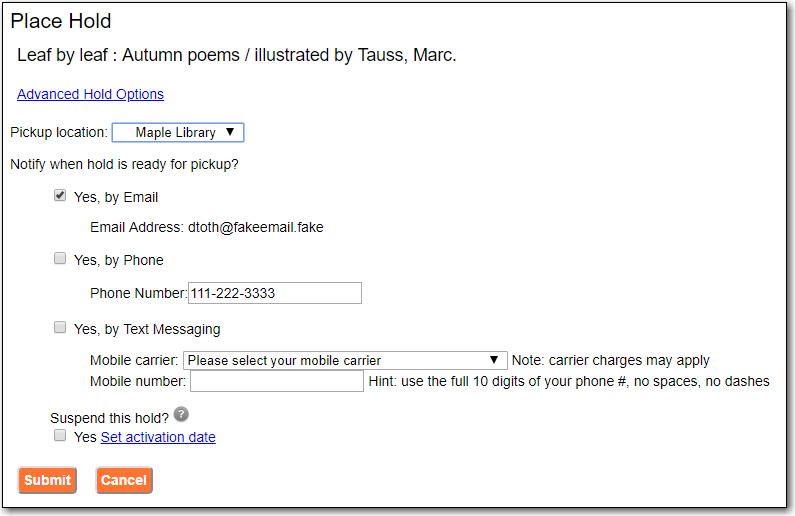 Place Hold
Leaf by leaf : Autumn poems / illustrated by Tauss, Marc.
Advanced Hold Options
Pickup location: Maple Library
Notify when hold is ready for pickup?
Yes, by Email
Email Address: dtoth@fakeemail.fake
Yes, by Phone
Phone Number: 111-222-3333
Yes, by Text Messaging
Mobile carrier: Please select your mobile carrier Note: carrier charges may apply
Mobile number: Hint: use the full 10 digits of your phone #, no spaces, no dashes
Suspend this hold? ?
Yes Set activation date
Submit Cancel